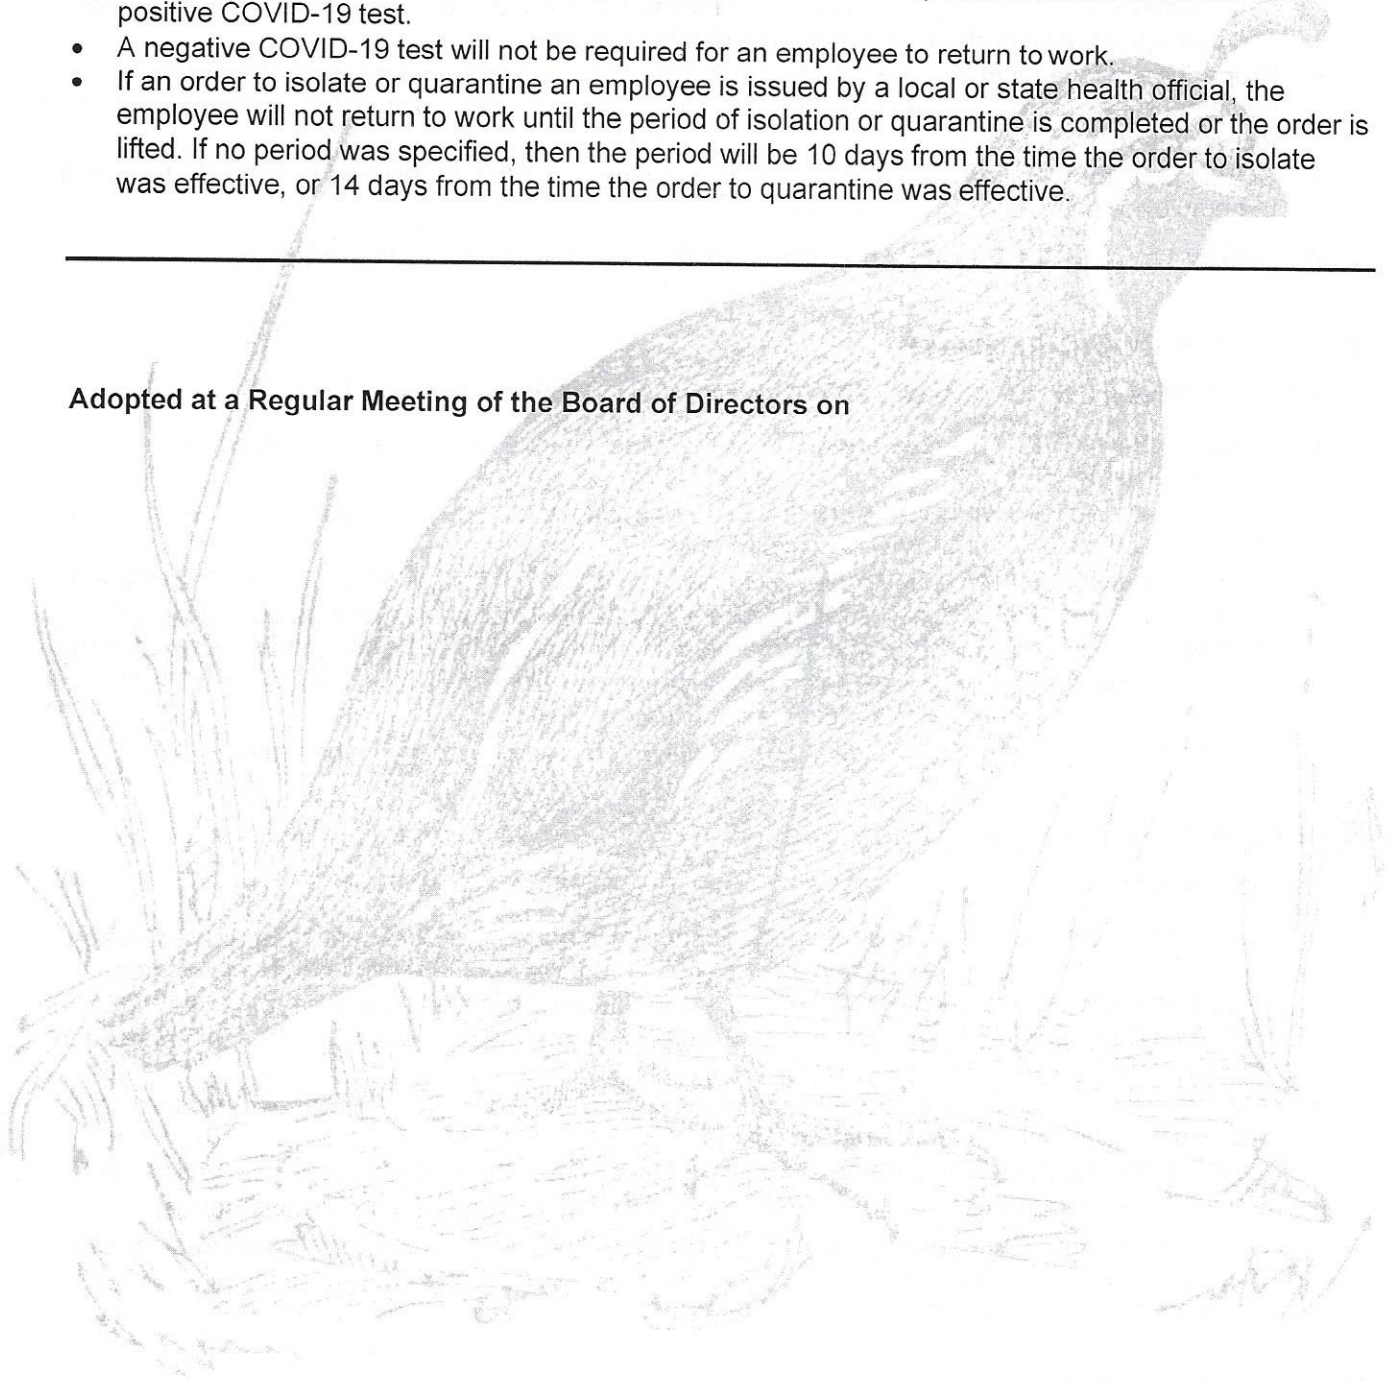 positive COVID-19 test.
• A negative COVID-19 test will not be required for an employee to return to work.
• If an order to isolate or quarantine an employee is issued by a local or state health official, the
employee will not return to work until the period of isolation or quarantine is completed or the order is
lifted. If no period was specified, then the period will be 10 days from the time the order to isolate
was effective, or 14 days from the time the order to quarantine was effective.
Adopted at a Regular Meeting of the Board of Directors on